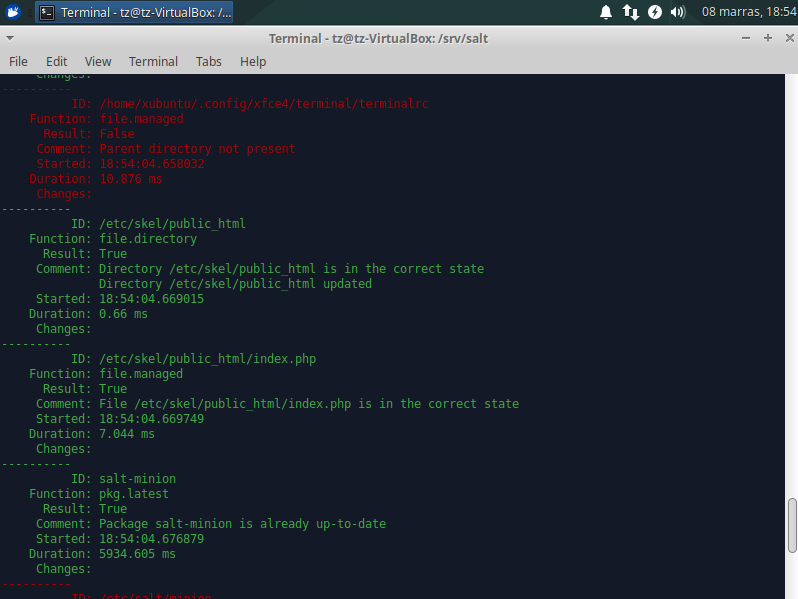 Terminal - tz@tz-VirtualBox: /...
08 marras, 18:54
Terminal - tz@tz-VirtualBox: /srv/salt
File Edit View Terminal Tabs Help
Changes:
----------
ID: /home/xubuntu/.config/xfce4/terminal/terminalrc
Function: file.managed
Result: False
Comment: Parent directory not present
Started: 18:54:04.658032
Duration: 10.876 ms
Changes:
----------
ID: /etc/skel/public_html
Function: file.directory
Result: True
Comment: Directory /etc/skel/public_html is in the correct state
Directory /etc/skel/public_html updated
Started: 18:54:04.669015
Duration: 0.66 ms
Changes:
----------
ID: /etc/skel/public_html/index.php
Function: file.managed
Result: True
Comment: File /etc/skel/public_html/index.php is in the correct state
Started: 18:54:04.669749
Duration: 7.044 ms
Changes:
----------
ID: salt-minion
Function: pkg.latest
Result: True
Comment: Package salt-minion is already up-to-date
Started: 18:54:04.676879
Duration: 5934.605 ms
Changes:
----------
ID: /etc/salt/minion